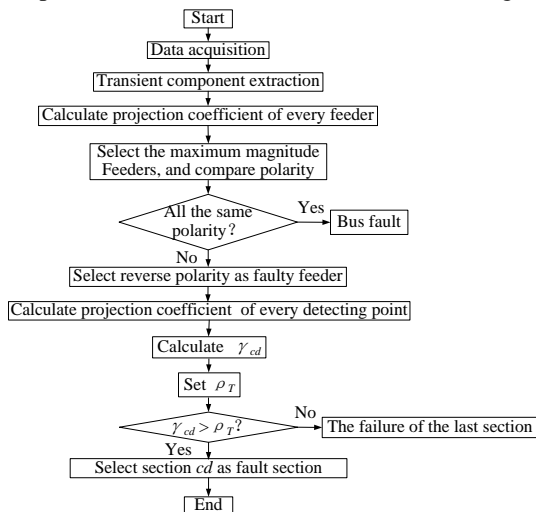 Start
Data acquisition
Transient component extraction
Calculate projection coefficient of every feeder
Select the maximum magnitude
Feeders, and compare polarity
All the same
polarity?
Yes
Bus fault
No
Select reverse polarity as faulty feeder
Calculate projection coefficient of every detecting point
Calculate γcd
Set ρT
γcd > ρT?
No
The failure of the last section
Yes
Select section cd as fault section
End